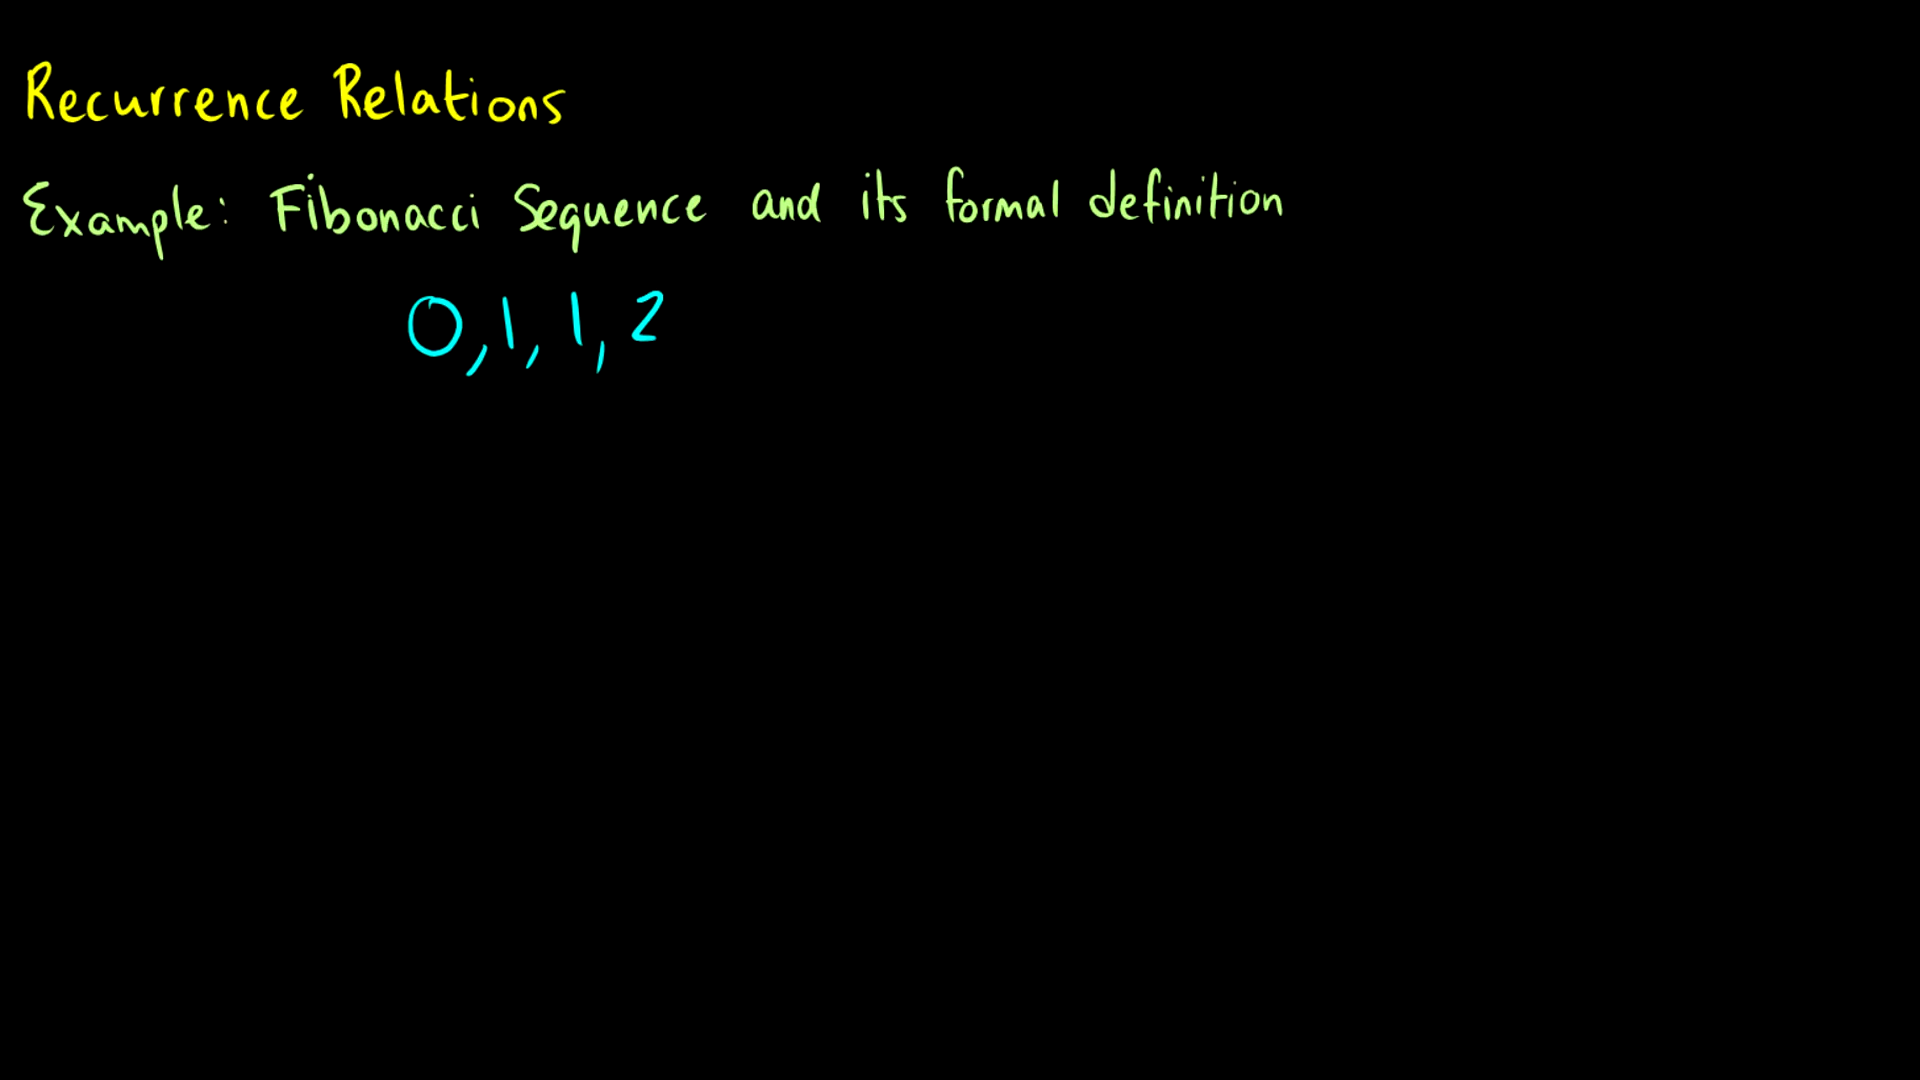 Recurrence Relations
Example: Fibonacci Sequence and its formal definition
0, 1, 1, 2